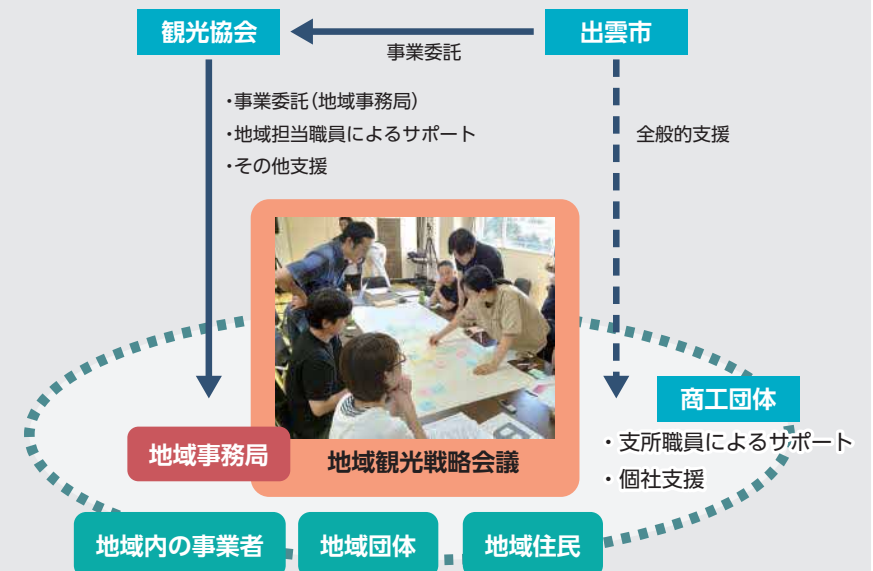 観光協会
事業委託
出雲市
・事業委託(地域事務局)
・地域担当職員によるサポート
・その他支援
全般的支援
商工団体
・支所職員によるサポート
・個社支援
地域事務局
地域観光戦略会議
地域内の事業者
地域団体
地域住民